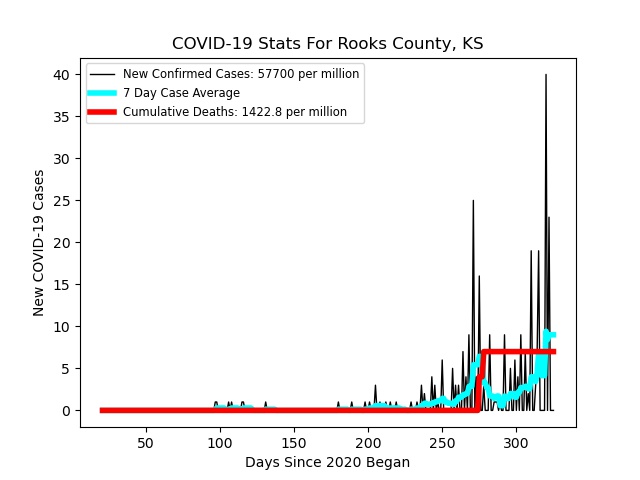 COVID-19 Stats For Rooks County, KS
New Confirmed Cases: 57700 per million
7 Day Case Average
Cumulative Deaths: 1422.8 per million
New COVID-19 Cases
40
35
30
25
20
15
10
5
0
50 100 150 200 250 300
Days Since 2020 Began